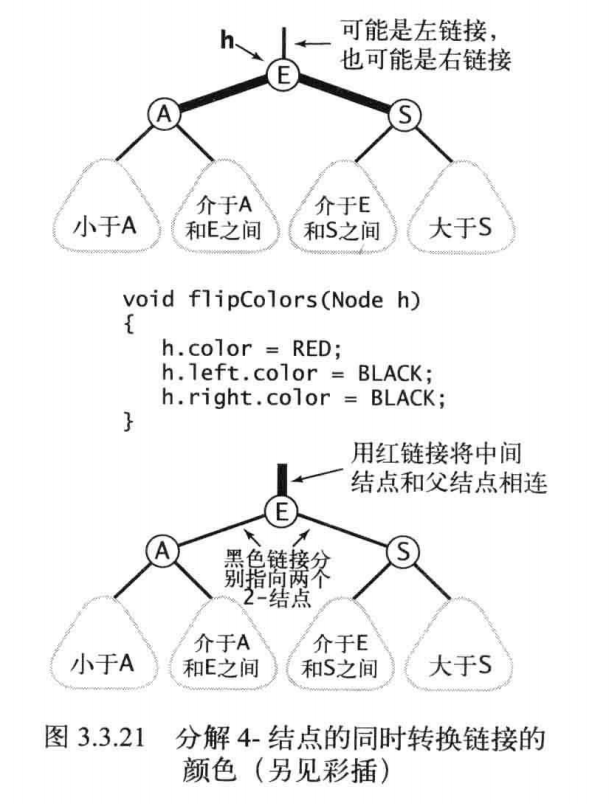 h
可能是左链接，
也可能是右链接
E
A
S
小于A
介于A
和E之间
介于E
和S之间
大于S
void flipColors(Node h)
{
h.color = RED;
h.left.color = BLACK;
h.right.color = BLACK;
}
用红链接将中间
结点和父结点相连
E
A
S
黑色链接分
别指向两个
2-结点
小于A
介于A
和E之间
介于E
和S之间
大于S
图 3.3.21 分解 4- 结点的同时转换链接的
颜色（另见彩插）